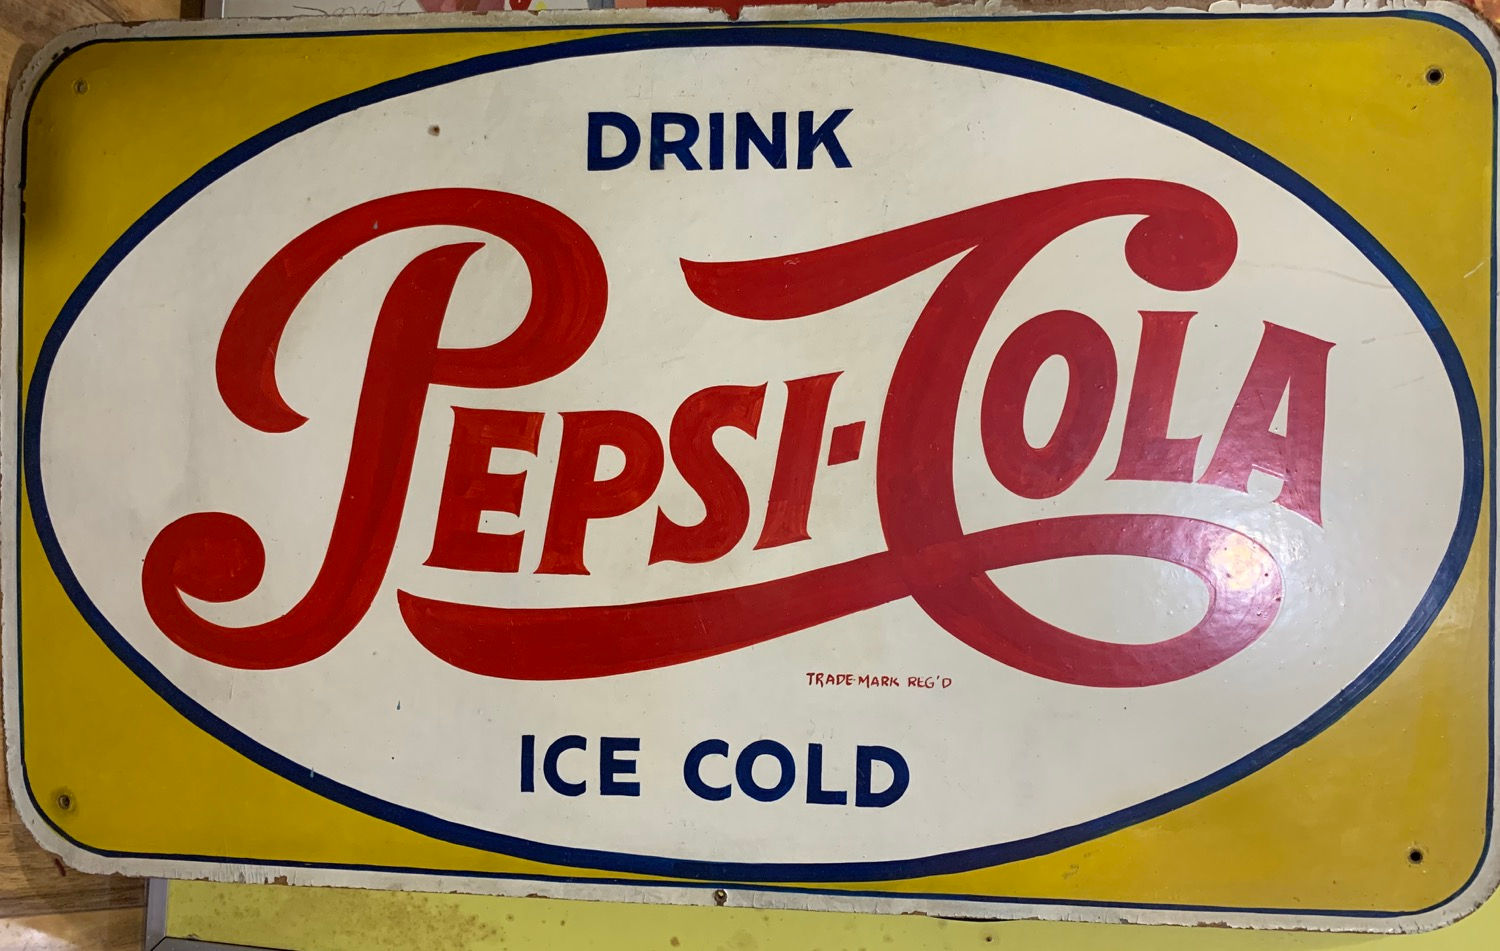 DRINK
PEPSI-COLA
TRADE-MARK REG'D
ICE COLD